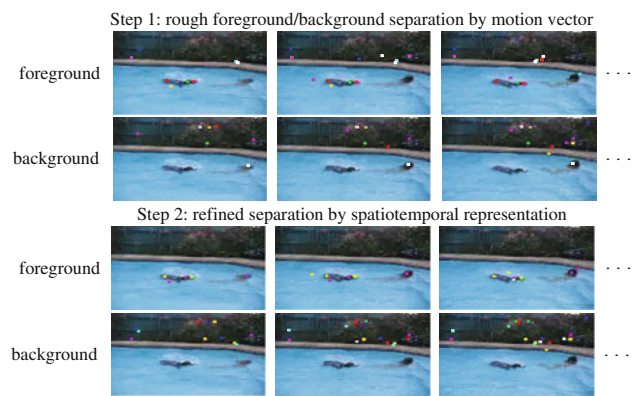 Step 1: rough foreground/background separation by motion vector
foreground
. . .
background
. . .
Step 2: refined separation by spatiotemporal representation
foreground
. . .
background
. . .